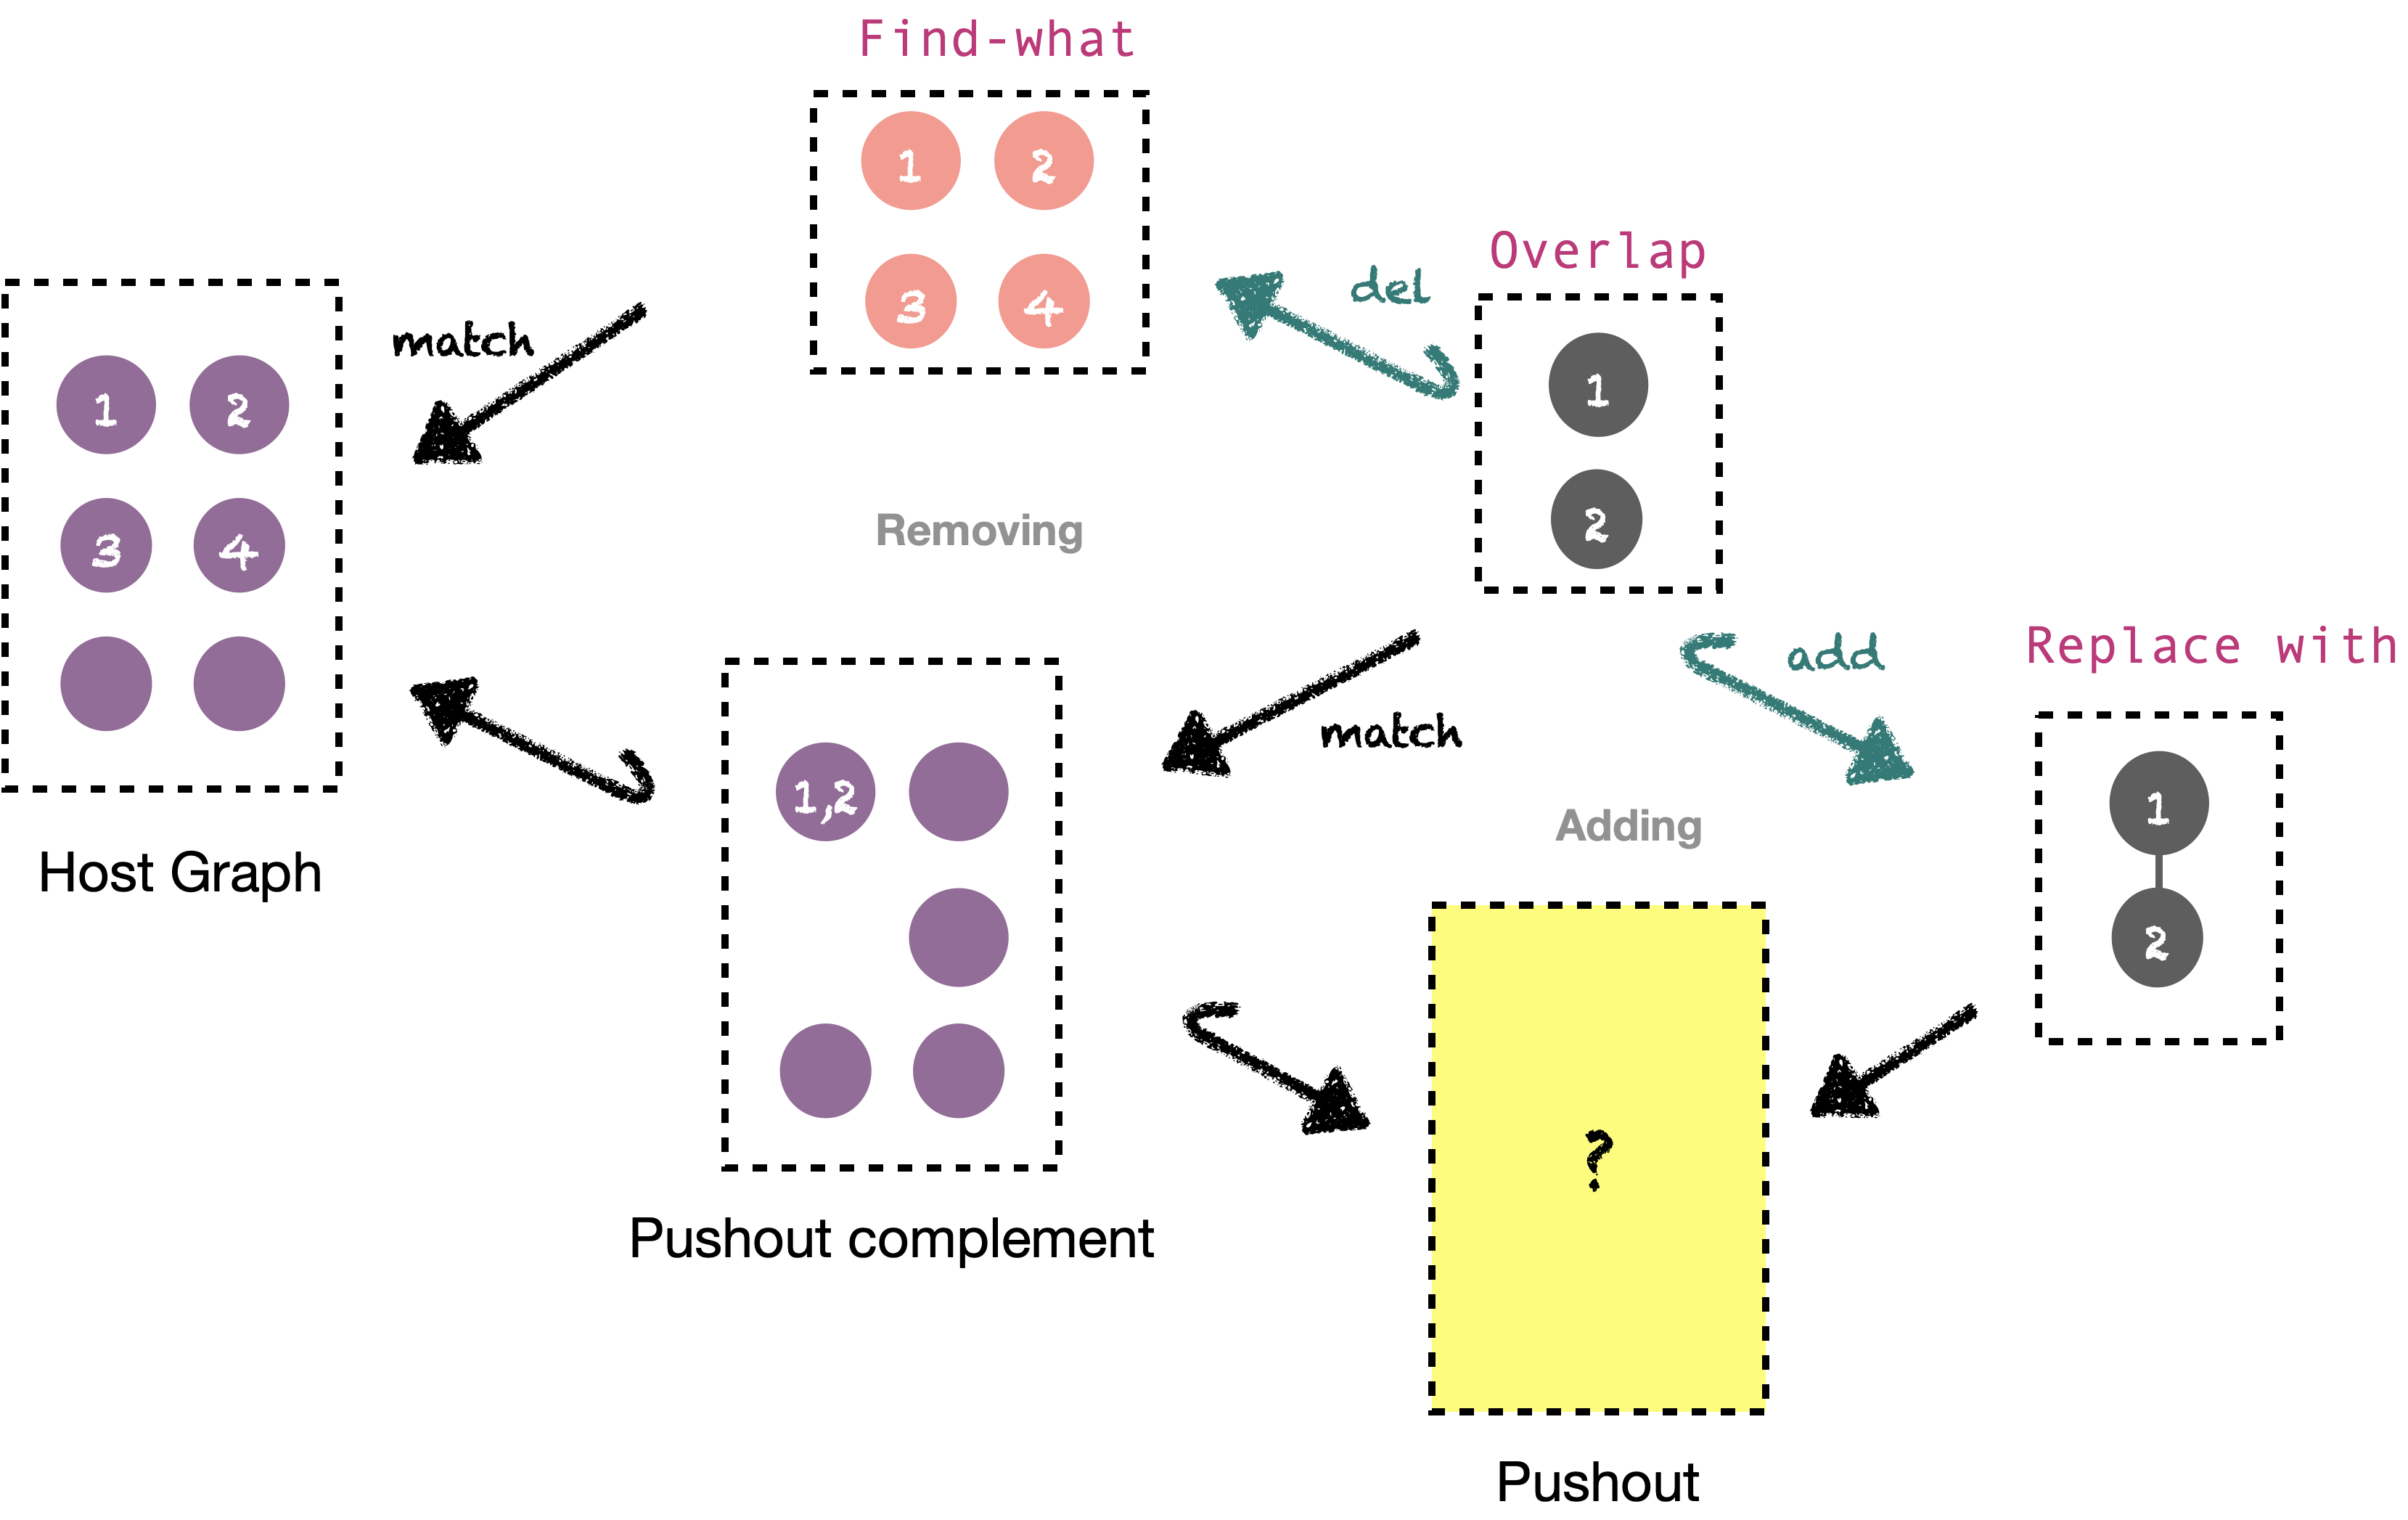 Find-what
1 2
3 4
Overlap
del
1
2
match
1 2
3 4
Host Graph
Removing
match
add
Replace with
1
2
1,2
Adding
?
Pushout complement
Pushout